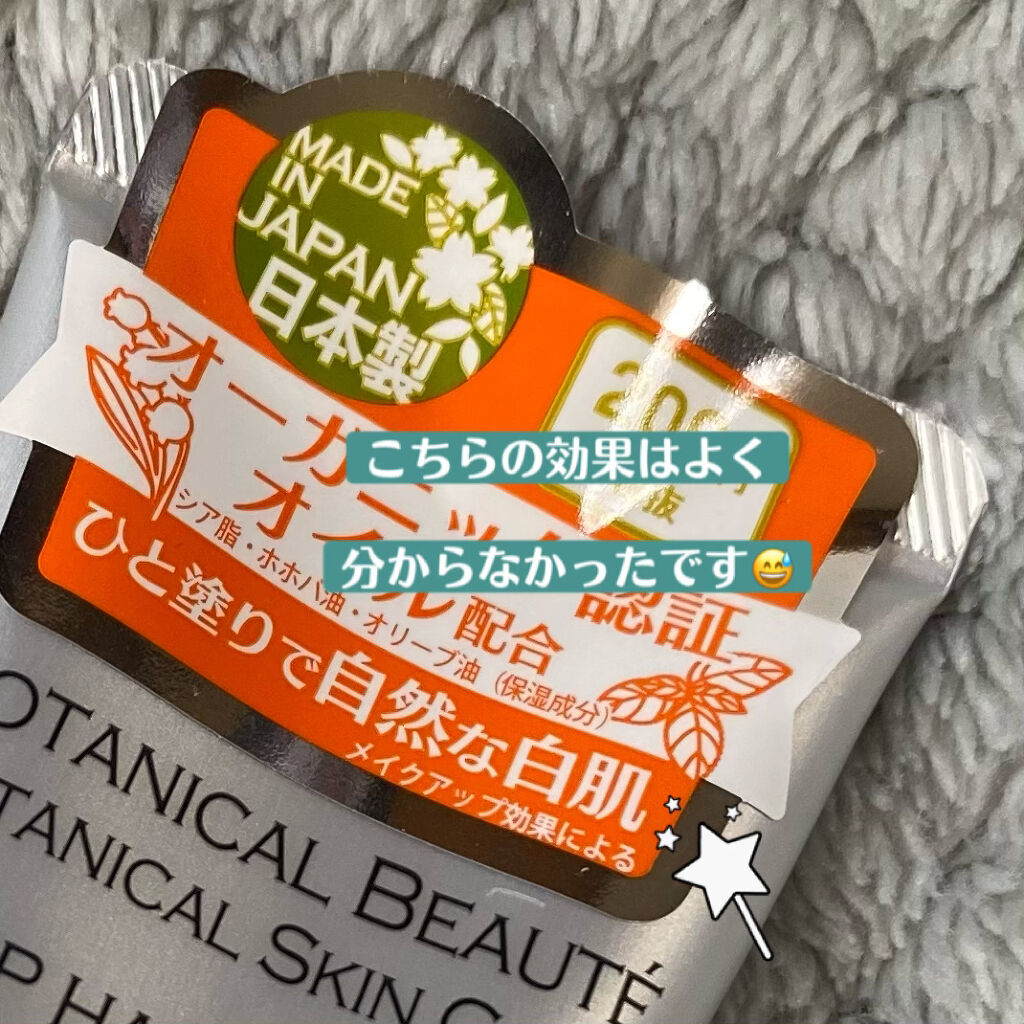 MADE
IN
JAPAN
日本製
こちらの効果はよく
分からなかったです😅
認証
配合
シア脂・ホホバ油・オリーブ油(保湿成分)
ひと塗りで自然な白肌
メイクアップ効果による
BOTANICAL BEAUTÉ
BOTANICAL SKIN